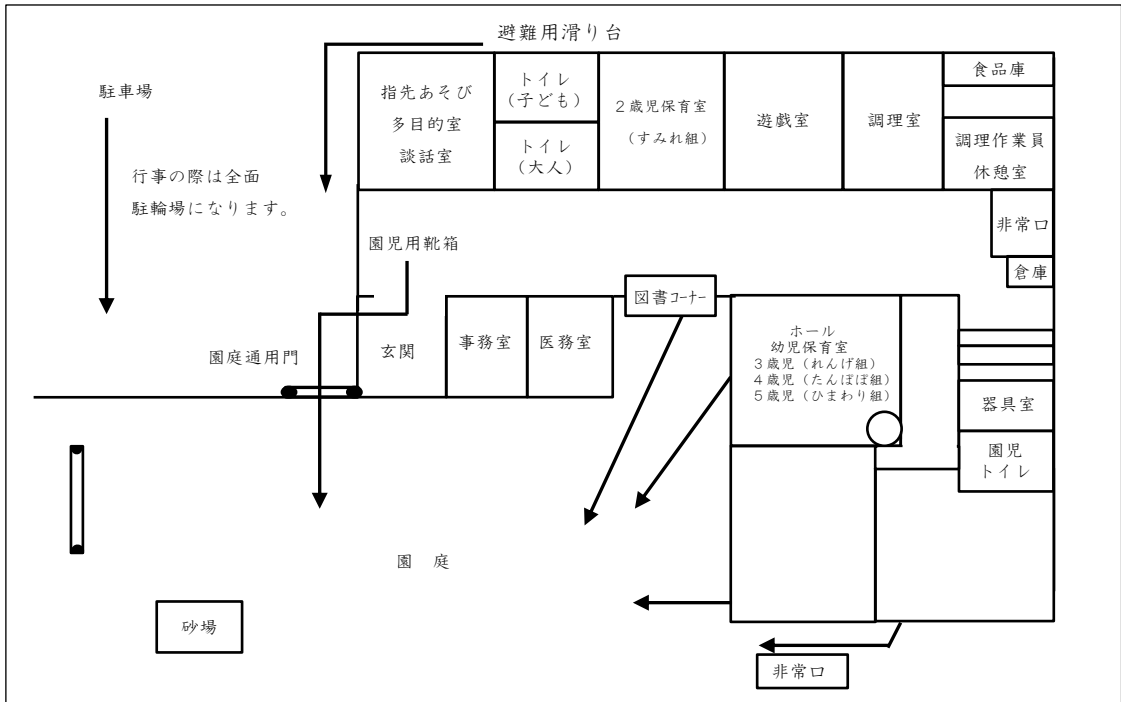 避難用滑り台
駐車場
行事の際は全面
駐輪場になります。
指先あそび
多目的室
談話室
トイレ
(子ども)
トイレ
(大人)
2歳児保育室
(すみれ組)
遊戯室
調理室
食品庫
調理作業員
休憩室
非常口
倉庫
園児用靴箱
図書コーナー
園庭通用門
玄関
事務室
医務室
ホール
幼児保育室
3歳児(れんげ組)
4歳児(たんぽぽ組)
5歳児(ひまわり組)
器具室
園児
トイレ
園 庭
砂場
非常口